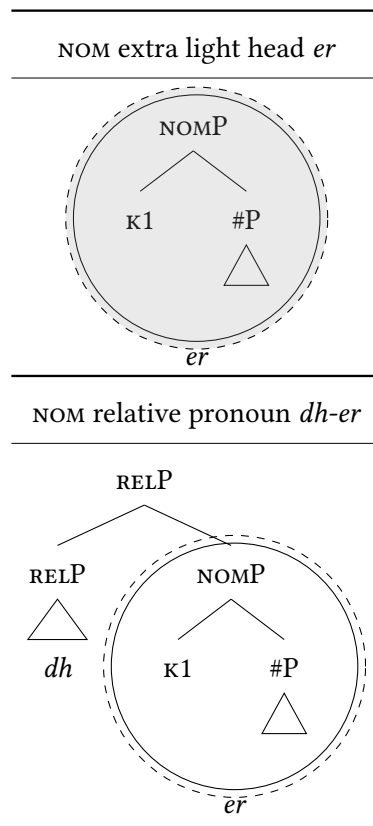 NOM extra light head er
NOMP
K1 #P
er
NOM relative pronoun dh-er
RELP
RELP NOMP
dh K1 #P
er